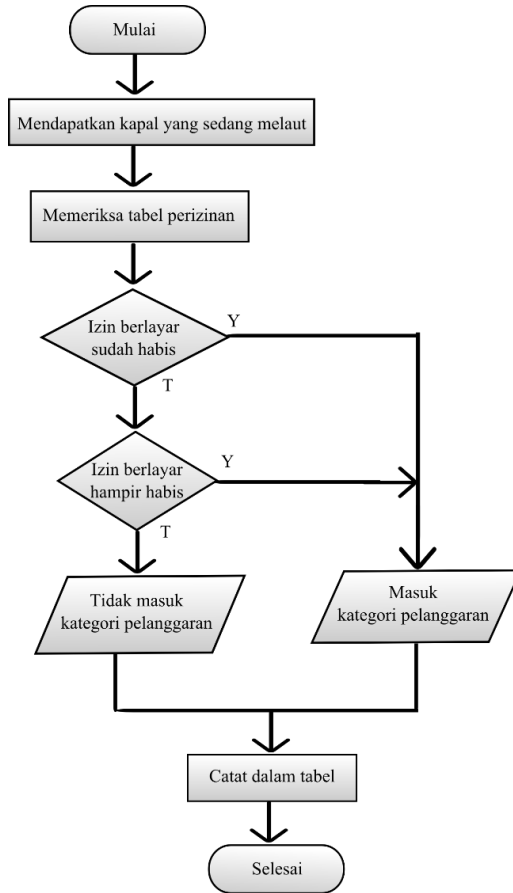 Mulai
Mendapatkan kapal yang sedang melaut
Memeriksa tabel perizinan
Izin berlayar
sudah habis
Y
T
Izin berlayar
hampir habis
Y
T
Tidak masuk
kategori pelanggaran
Masuk
kategori pelanggaran
Catat dalam tabel
Selesai